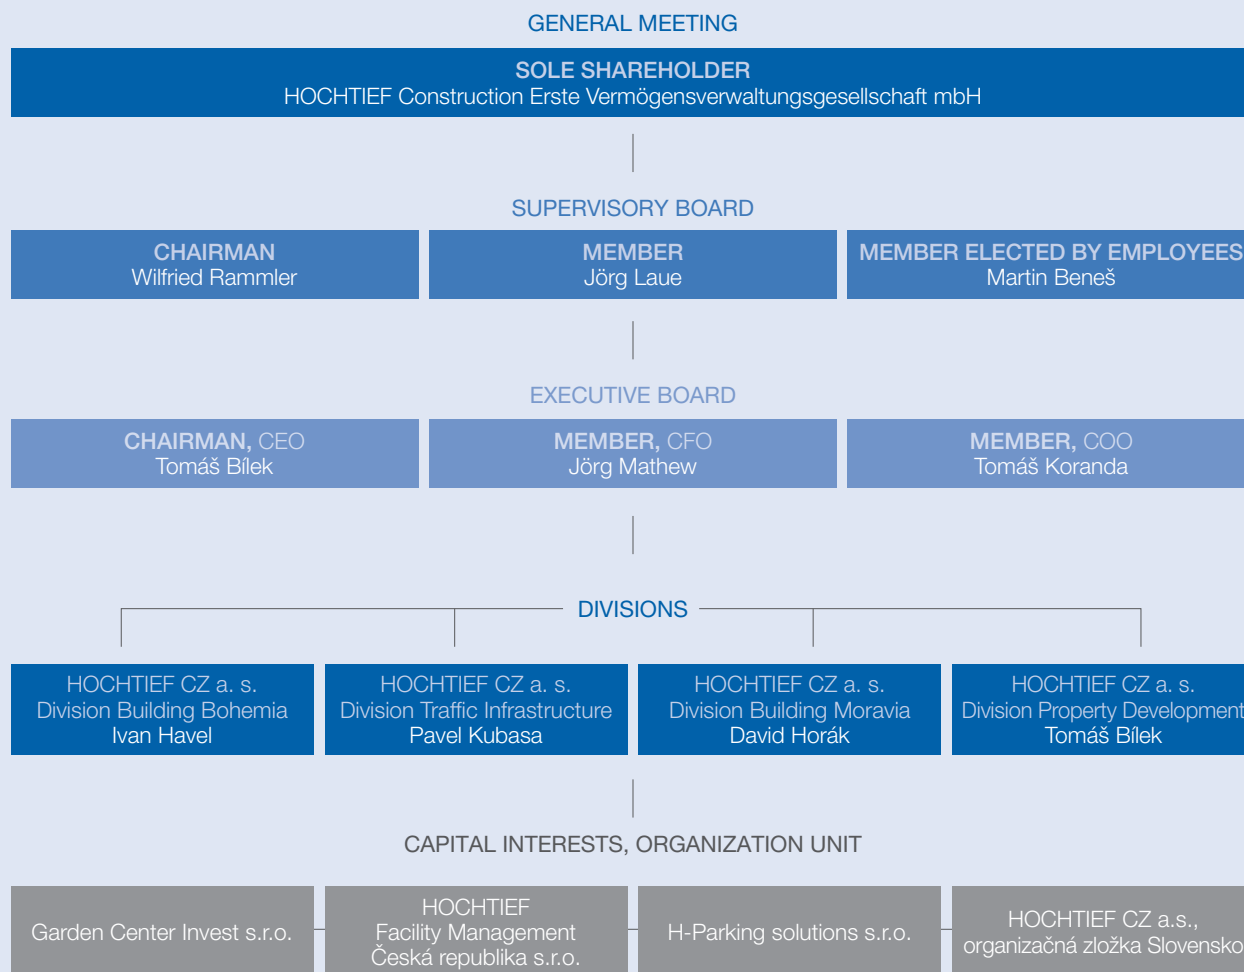 GENERAL MEETING
SOLE SHAREHOLDER
HOCHTIEF Construction Erste Vermögensverwaltungsgesellschaft mbH
SUPERVISORY BOARD
CHAIRMAN
Wilfried Rammler
MEMBER
Jörg Laue
MEMBER ELECTED BY EMPLOYEES
Martin Beneš
EXECUTIVE BOARD
CHAIRMAN, CEO
Tomáš Bílek
MEMBER, CFO
Jörg Mathew
MEMBER, COO
Tomáš Koranda
DIVISIONS
HOCHTIEF CZ a. s.
Division Building Bohemia
Ivan Havel
HOCHTIEF CZ a. s.
Division Traffic Infrastructure
Pavel Kubasa
HOCHTIEF CZ a. s.
Division Building Moravia
David Horák
HOCHTIEF CZ a. s.
Division Property Development
Tomáš Bílek
CAPITAL INTERESTS, ORGANIZATION UNIT
Garden Center Invest s.r.o.
HOCHTIEF
Facility Management
Česká republika s.r.o.
H-Parking solutions s.r.o.
HOCHTIEF CZ a.s.,
organizačná zložka Slovensko